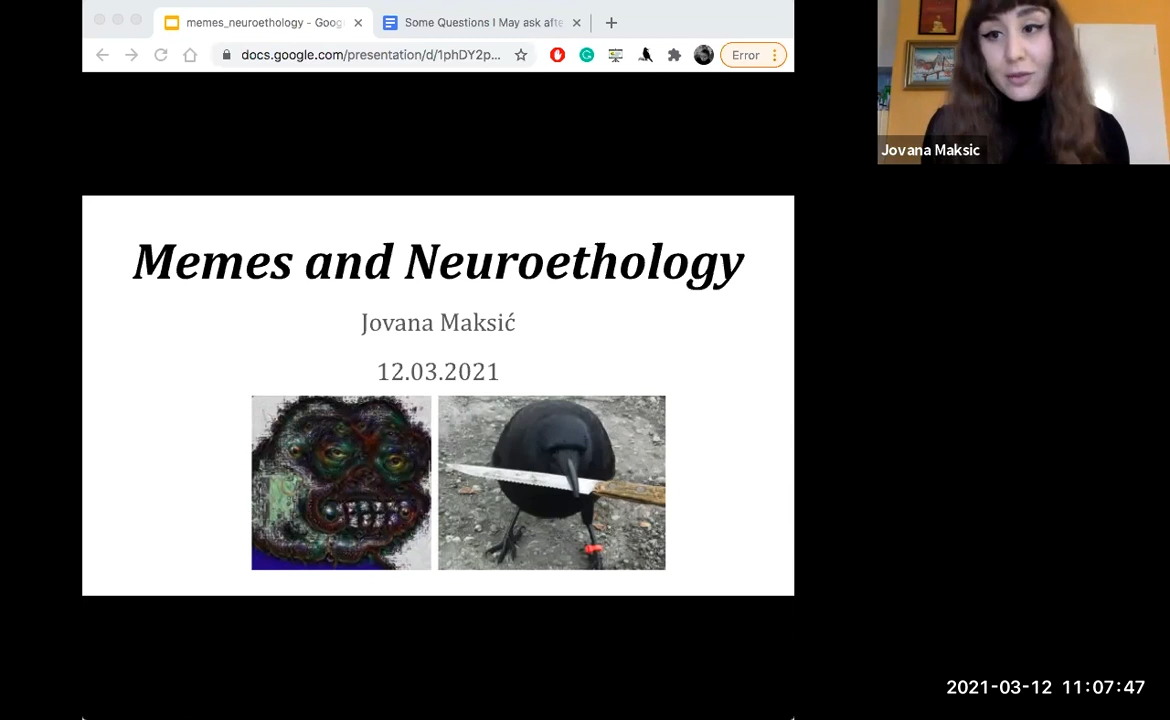 memes_neuroethology - Goog
Some Questions I May ask afte
docs.google.com/presentation/d/1phDY2p...
Error
Jovana Maksic
Memes and Neuroethology
Jovana Maksić
12.03.2021
2021-03-12 11:07:47